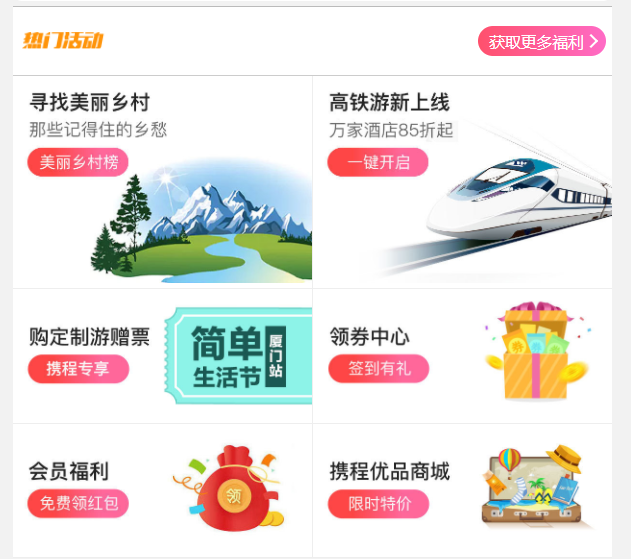 热门活动
获取更多福利
寻找美丽乡村
那些记得住的乡愁
美丽乡村榜
高铁游新上线
万家酒店85折起
一键开启
购定制游赠票
携程专享
简单
生活节
厦门站
领券中心
签到有礼
会员福利
免费领红包
领
携程优品商城
限时特价